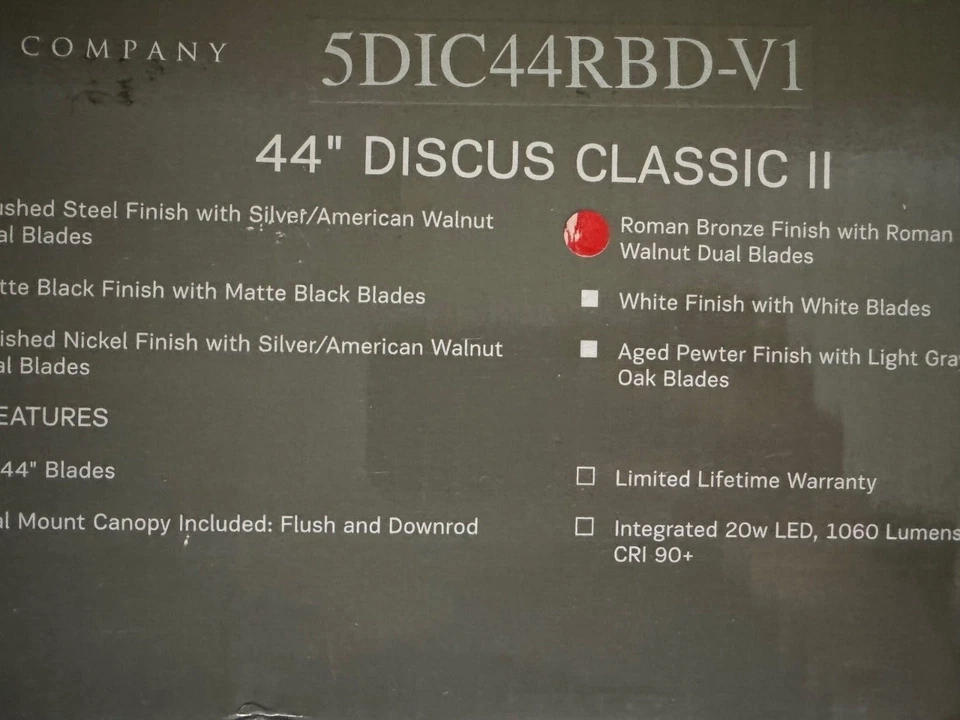 COMPANY
5DIC44RBD-V1
44" DISCUS CLASSIC II
ushed Steel Finish with Silver/American Walnut
al Blades
tte Black Finish with Matte Black Blades
ished Nickel Finish with Silver/American Walnut
al Blades
Roman Bronze Finish with Roman
Walnut Dual Blades
White Finish with White Blades
Aged Pewter Finish with Light Gray
Oak Blades
EATURES
44" Blades
al Mount Canopy Included: Flush and Downrod
Limited Lifetime Warranty
Integrated 20w LED, 1060 Lumens
CRI 90+